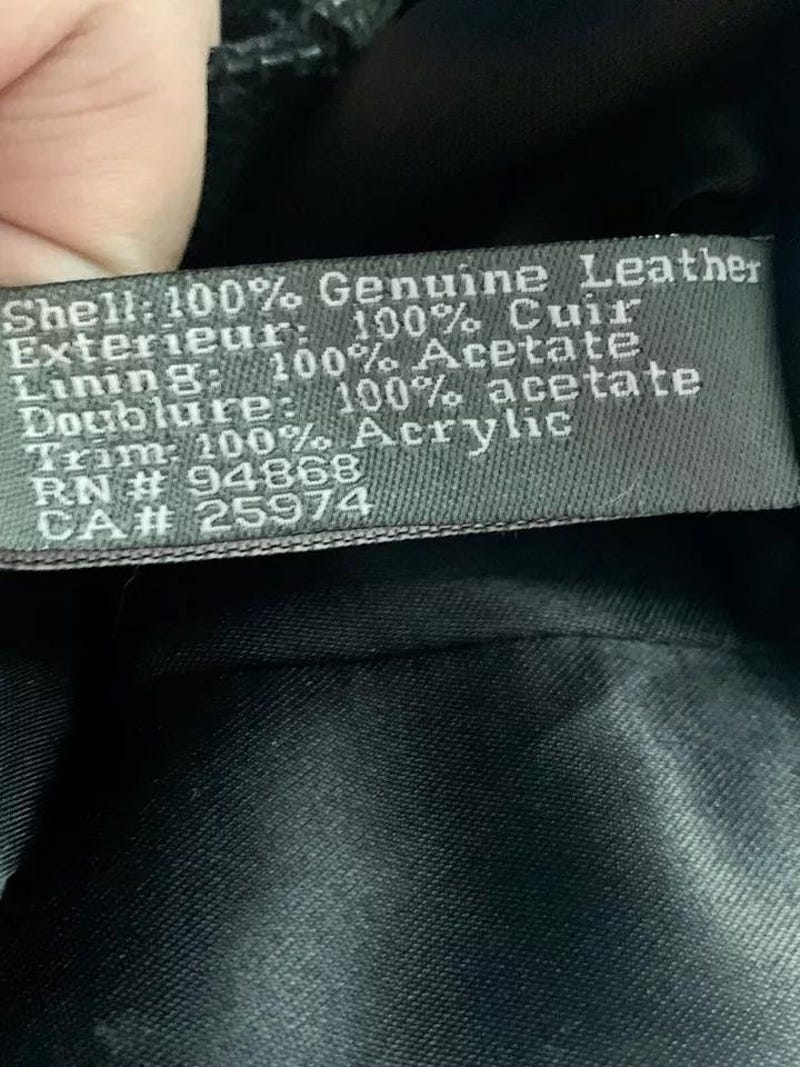 Shell: 100% Genuine Leather
Exterieur: 100% Cuir
Lining: 100% Acetate
Doublure: 100% acetate
Trim: 100% Acrylic
RN # 94868
CA# 25974